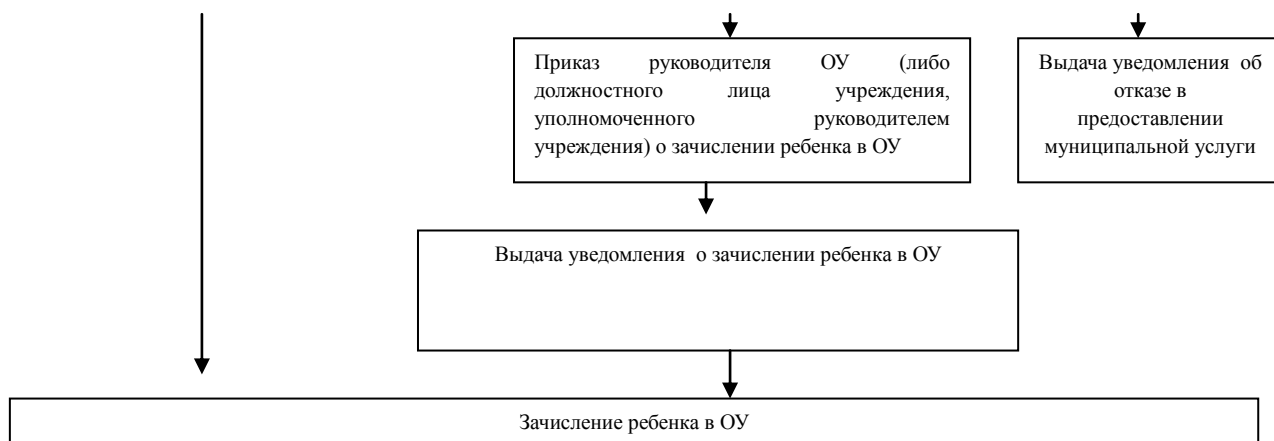 Приказ руководителя ОУ (либо
должностного лица учреждения,
уполномоченного руководителем
учреждения) о зачислении ребенка в ОУ
Выдача уведомления об
отказе в
предоставлении
муниципальной услуги
Выдача уведомления о зачислении ребенка в ОУ
Зачисление ребенка в ОУ